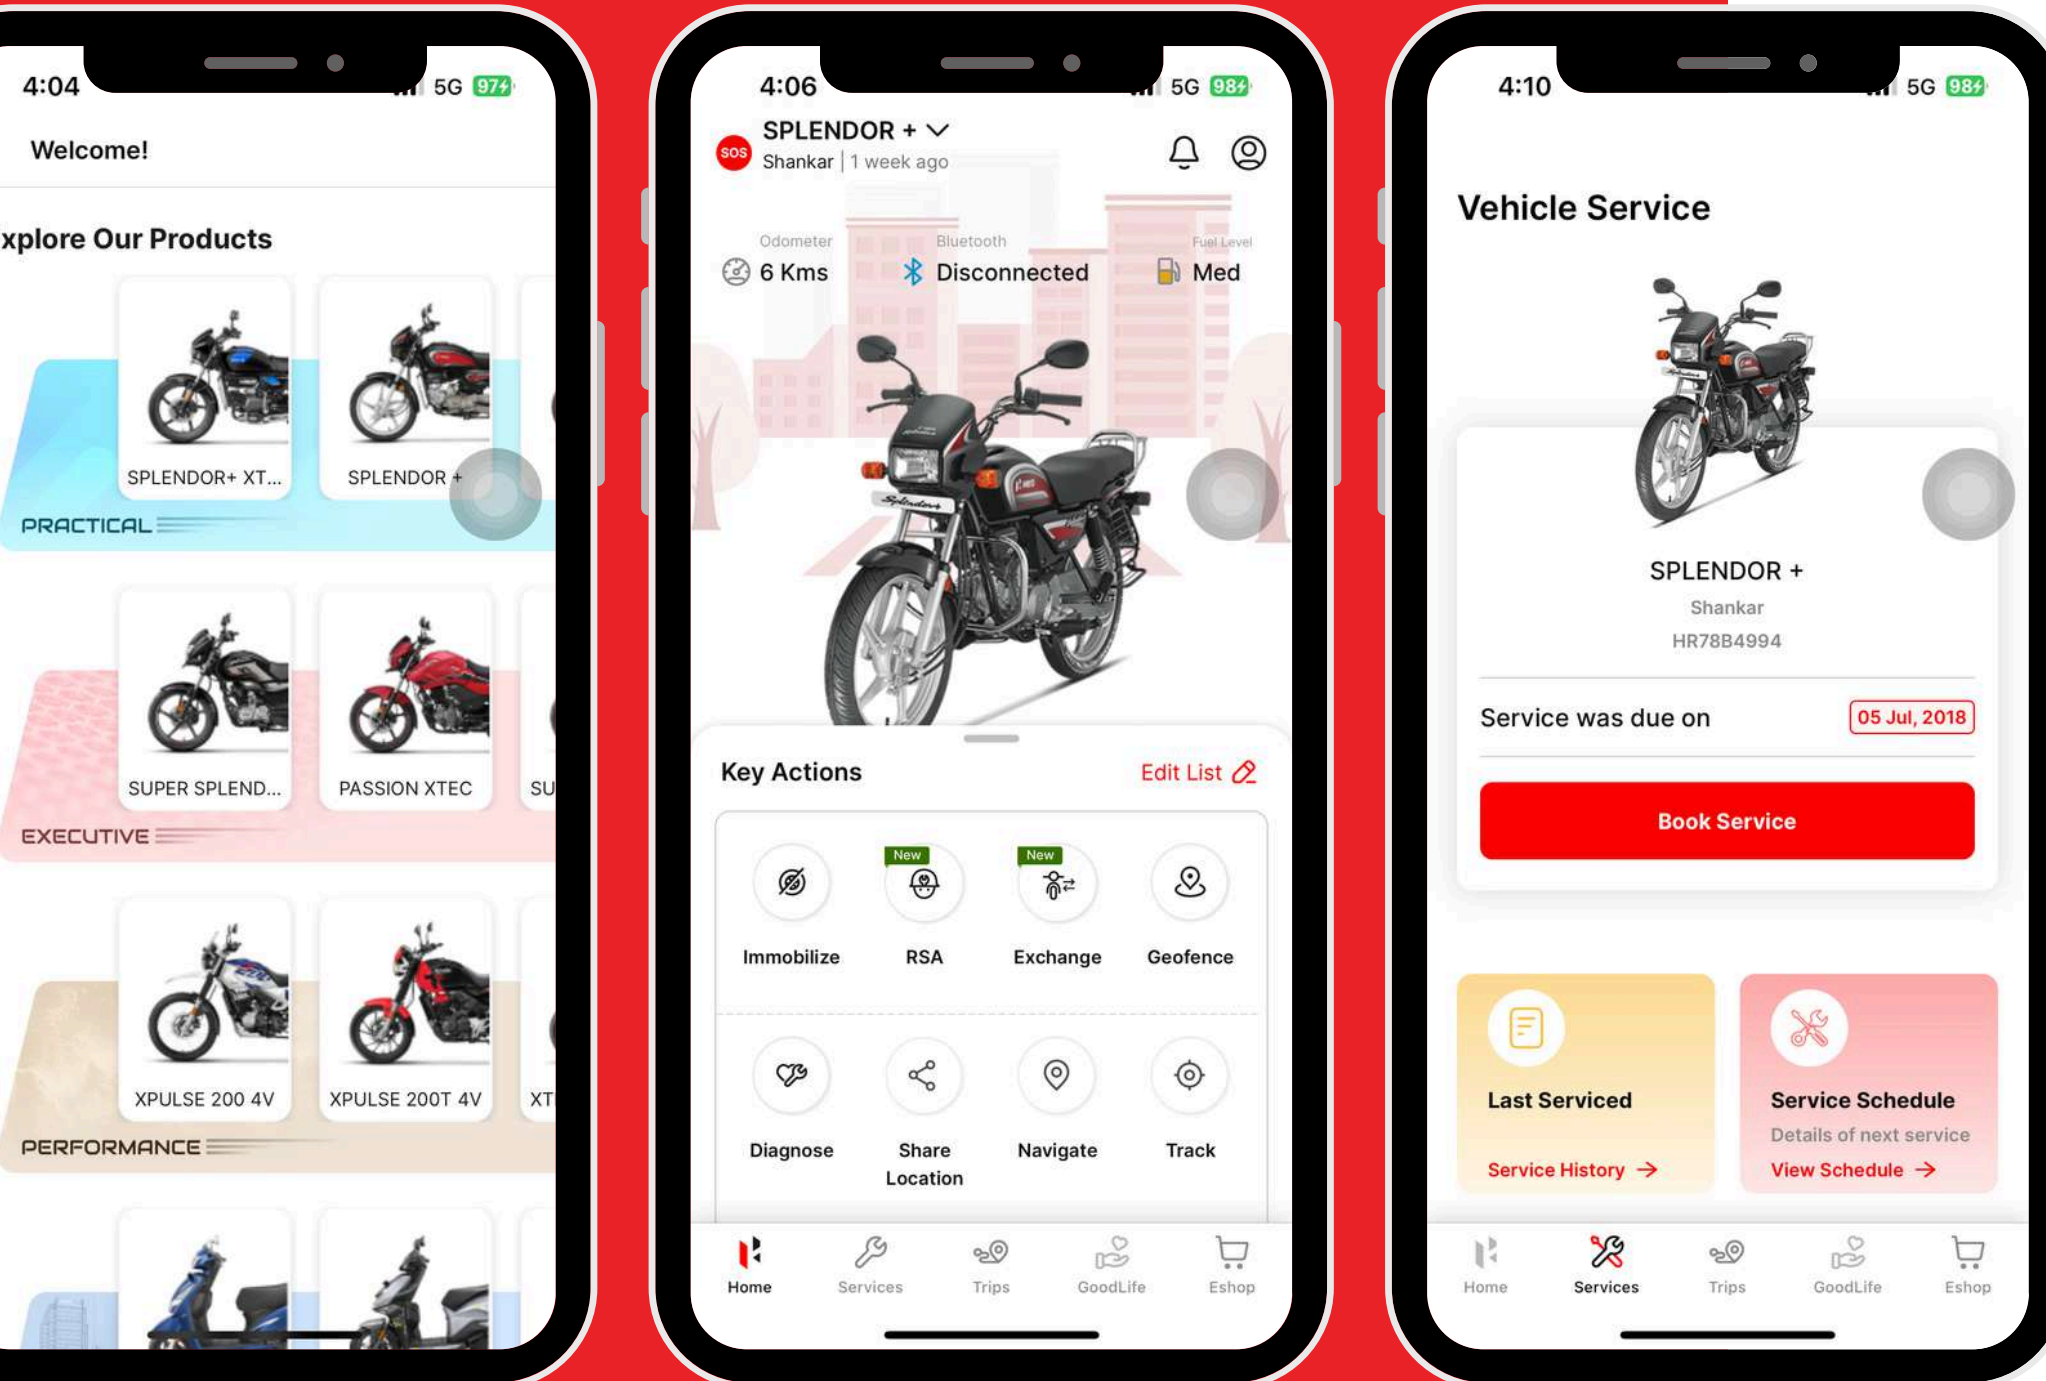 4:04
5G 97
Welcome!
xplore Our Products
SPLENDOR+ XT...
SPLENDOR +
PRACTICAL
SUPER SPLEND...
PASSION XTEC
SU
EXECUTIVE
XPULSE 200 4V
XPULSE 200T 4V
XT
PERFORMANCE
4:06
5G 98
SOS
SPLENDOR +
Shankar | 1 week ago
Odometer
6 Kms
Bluetooth
Disconnected
Fuel Level
Med
Splendor+
Key Actions
Edit List
New
New
Immobilize
RSA
Exchange
Geofence
Diagnose
Share
Location
Navigate
Track
Home
Services
Trips
GoodLife
Eshop
4:10
5G 98
Vehicle Service
Splendor+
SPLENDOR +
Shankar
HR78B4994
Service was due on
05 Jul, 2018
Book Service
Last Serviced
Service History →
Service Schedule
Details of next service
View Schedule →
Home
Services
Trips
GoodLife
Eshop